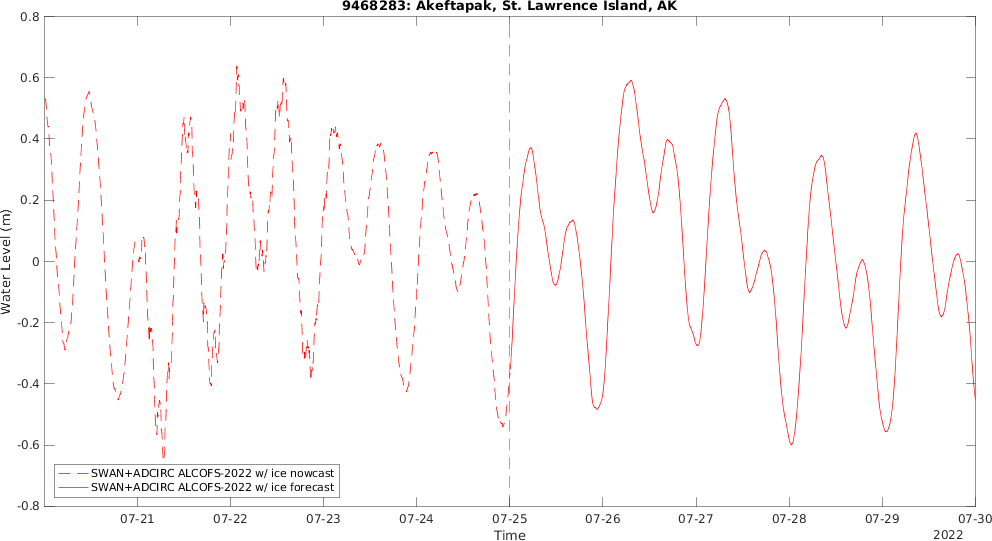 9468283: Akeftapak, St. Lawrence Island, AK
Water Level (m)
0.8
0.6
0.4
0.2
0
-0.2
-0.4
-0.6
-0.8
SWAN+ADCIRC ALCOFS-2022 w/ ice nowcast
SWAN+ADCIRC ALCOFS-2022 w/ ice forecast
07-21 07-22 07-23 07-24 07-25 07-26 07-27 07-28 07-29 07-30
Time
2022